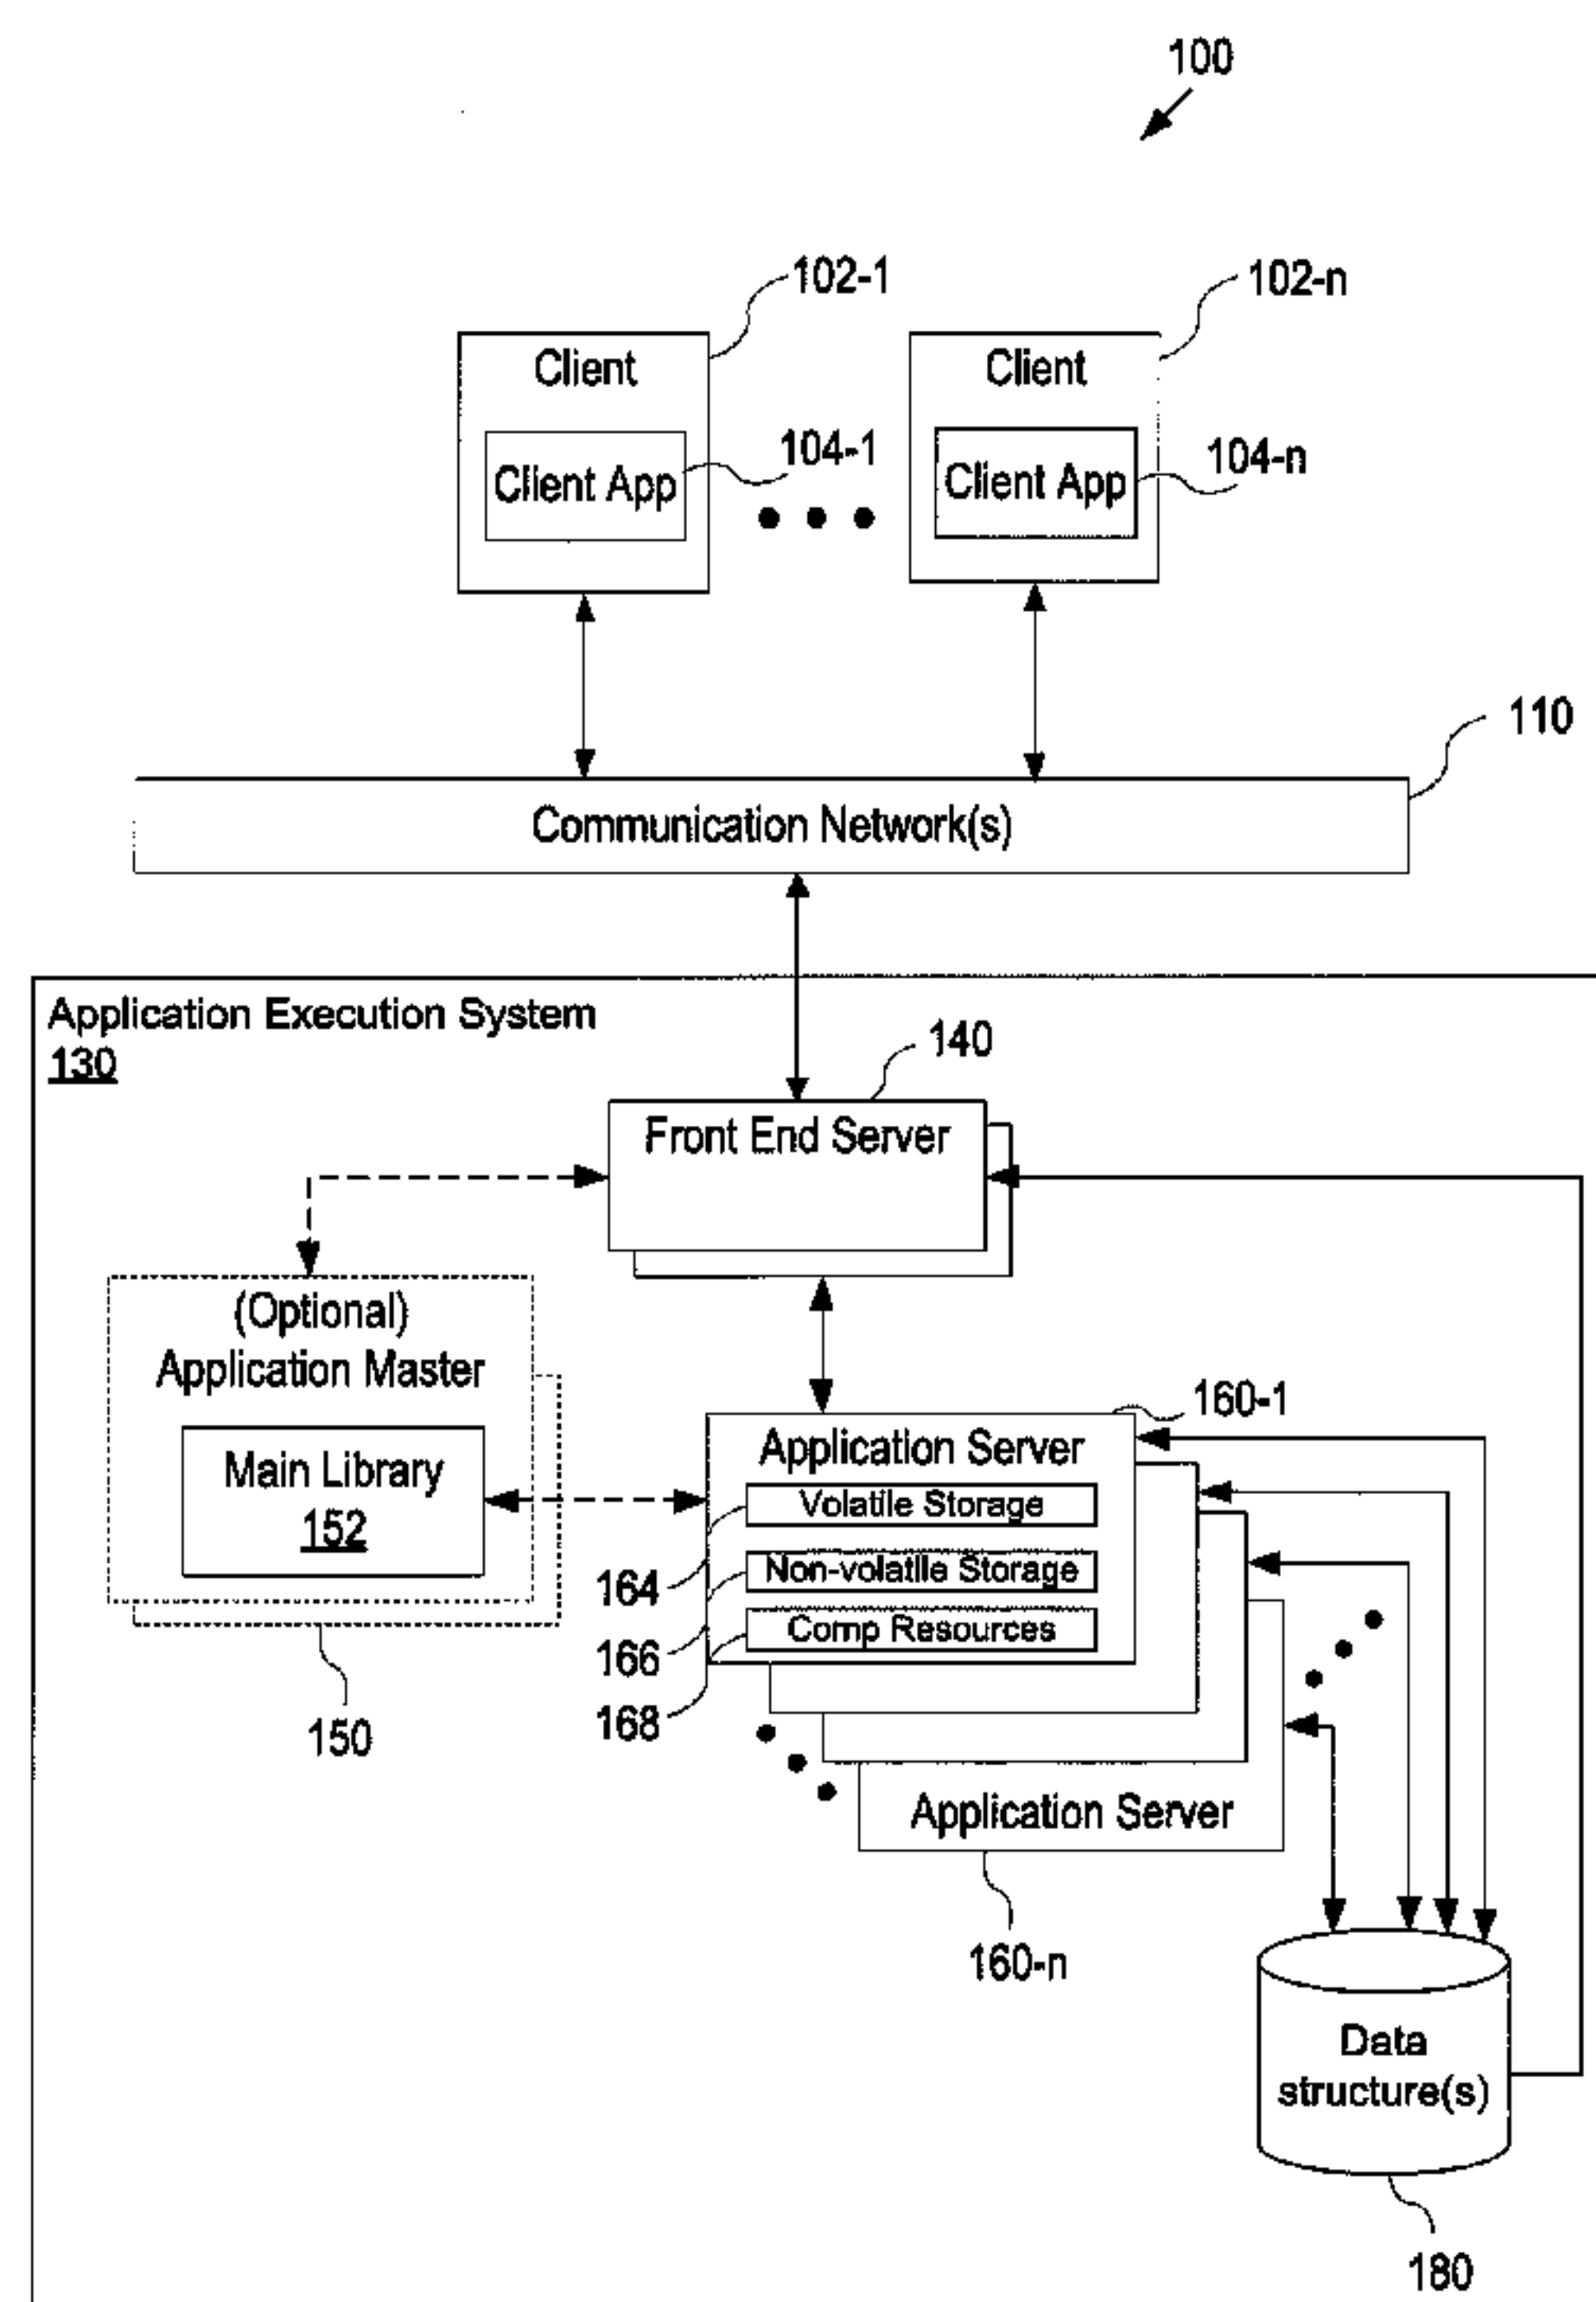 100
102-1
102-n
Client
Client
Client App
104-1
Client App
104-n
110
Communication Network(s)
Application Execution System
130
140
Front End Server
(Optional)
Application Master
Main Library
152
150
160-1
Application Server
Volatile Storage
Non-volatile Storage
Comp Resources
164
166
168
Application Server
160-n
Data
structure(s)
180